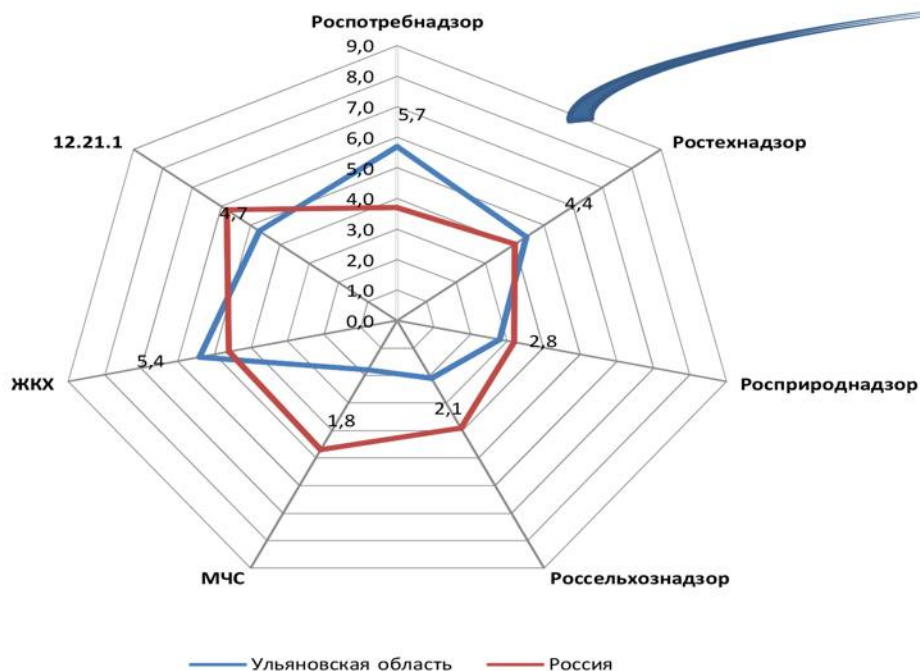 Роспотребнадзор
9,0
8,0
7,0
5,7
6,0
5,0
4,0
3,0
2,0
1,0
0,0
12.21.1
Ростехнадзор
4,7
4,4
2,8
5,4
ЖКХ
Росприроднадзор
2,1
1,8
МЧС
Россельхознадзор
Ульяновская область
Россия